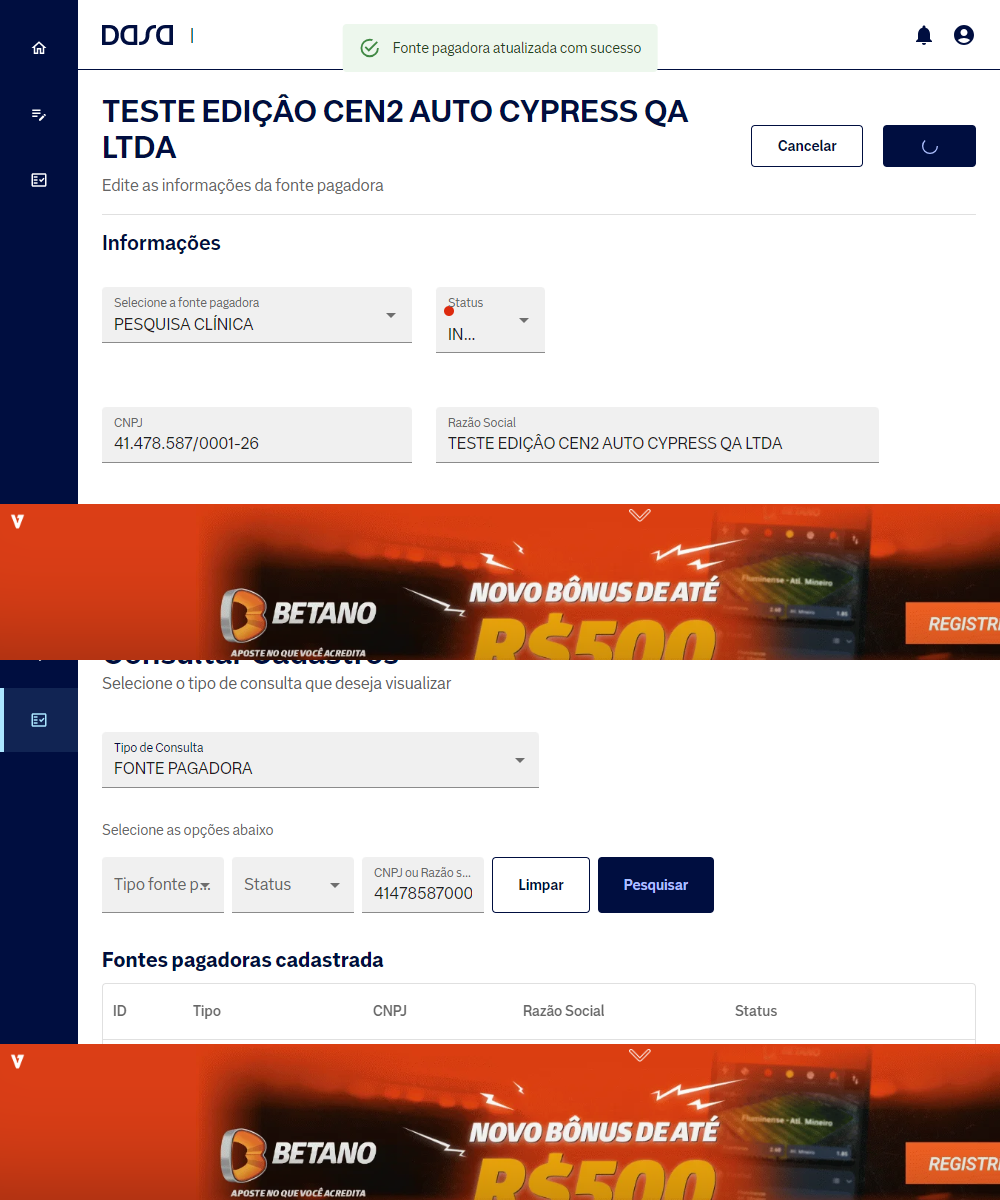 DASA
Fonte pagadora atualizada com sucesso
TESTE EDIÇÂO CEN2 AUTO CYPRESS QA
LTDA
Cancelar
Edite as informações da fonte pagadora
Informações
Selecione a fonte pagadora
PESQUISA CLÍNICA
Status
IN...
CNPJ
41.478.587/0001-26
Razão Social
TESTE EDIÇÂO CEN2 AUTO CYPRESS QA LTDA
V
BETANO
APOSTE NO QUE VOCÊ ACREDITA
NOVO BÔNUS DE ATÉ
R$500
Fluminense - Atl. Mineiro
REGISTR
Consultar Cadastros
Selecione o tipo de consulta que deseja visualizar
Tipo de Consulta
FONTE PAGADORA
Selecione as opções abaixo
Tipo fonte p...
Status
CNPJ ou Razão s...
41478587000
Limpar
Pesquisar
Fontes pagadoras cadastrada
ID Tipo CNPJ Razão Social Status
V
BETANO
APOSTE NO QUE VOCÊ ACREDITA
NOVO BÔNUS DE ATÉ
R$500
Fluminense - Atl. Mineiro
REGISTR